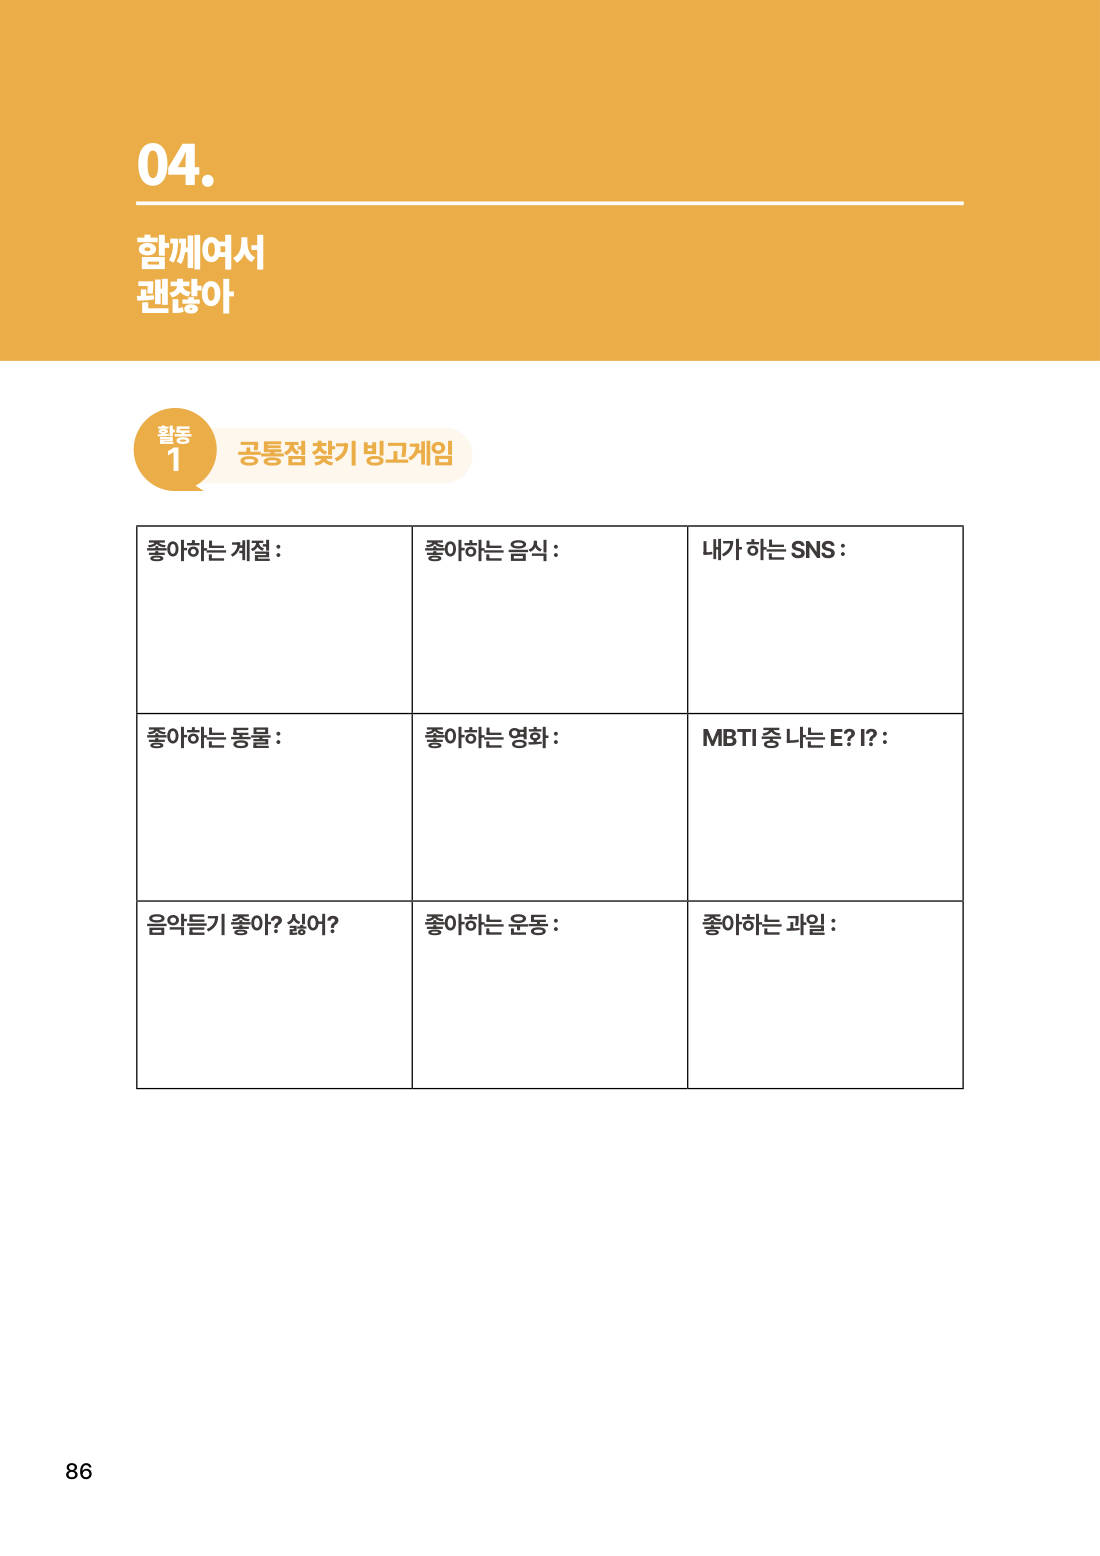 04.
함께여서
괜찮아
활동
1
공통점 찾기 빙고게임
좋아하는 계절 :
좋아하는 음식 :
내가 하는 SNS :
좋아하는 동물 :
좋아하는 영화 :
MBTI 중 나는 E? I? :
음악듣기 좋아? 싫어?
좋아하는 운동 :
좋아하는 과일 :
86